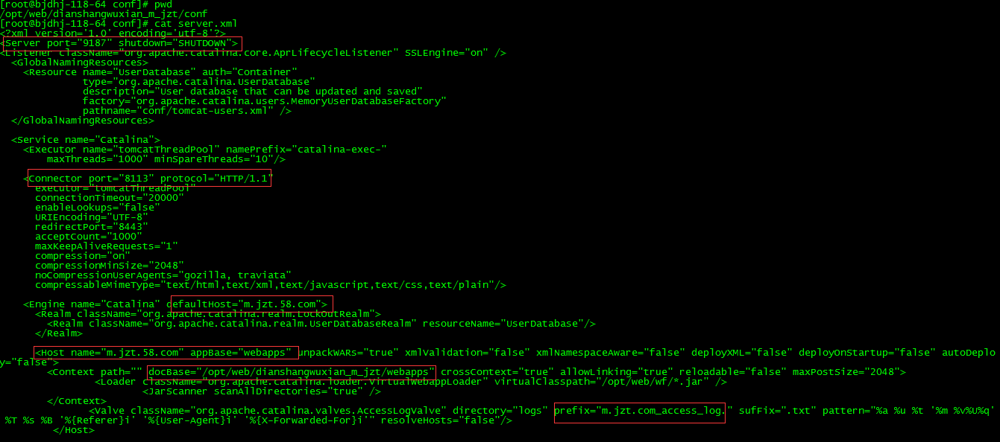 [root@bjdhj-118-64 conf]# pwd
/opt/web/dianshangwuxian_m_jzt/conf
[root@bjdhj-118-64 conf]# cat server.xml
<?xml version='1.0' encoding='utf-8'?>
<Server port="9187" shutdown="SHUTDOWN">
<Listener className="org.apache.catalina.core.AprLifecycleListener" SSLEngine="on" />
  <GlobalNamingResources>
    <Resource name="UserDatabase" auth="Container"
              type="org.apache.catalina.UserDatabase"
              description="User database that can be updated and saved"
              factory="org.apache.catalina.users.MemoryUserDatabaseFactory"
              pathname="conf/tomcat-users.xml" />
  </GlobalNamingResources>
  <Service name="Catalina">
    <Executor name="tomcatThreadPool" namePrefix="catalina-exec-"
        maxThreads="1000" minSpareThreads="10"/>
    <Connector port="8113" protocol="HTTP/1.1"
      executor="tomcatThreadPool"
      connectionTimeout="20000"
      enableLookups="false"
      URIEncoding="UTF-8"
      redirectPort="8443"
      acceptCount="1000"
      maxKeepAliveRequests="1"
      compression="on"
      compressionMinSize="2048"
      noCompressionUserAgents="gozilla, traviata"
      compressableMimeType="text/html,text/xml,text/javascript,text/css,text/plain"/>
    <Engine name="Catalina" defaultHost="m.jzt.58.com">
      <Realm className="org.apache.catalina.realm.LockOutRealm">
        <Realm className="org.apache.catalina.realm.UserDatabaseRealm" resourceName="UserDatabase"/>
      </Realm>
      <Host name="m.jzt.58.com" appBase="webapps" unpackWARs="true" xmlValidation="false" xmlNamespaceAware="false" deployXML="false" deployOnStartup="false" autoDeplo
y="false">
        <Context path="" docBase="/opt/web/dianshangwuxian_m_jzt/webapps" crossContext="true" allowLinking="true" reloadable="false" maxPostSize="2048">
                <Loader className="org.apache.catalina.loader.VirtualWebappLoader" virtualClasspath="/opt/web/wf/*.jar" />
                        <JarScanner scanAllDirectories="true" />
        </Context>
               <Valve className="org.apache.catalina.valves.AccessLogValve" directory="logs" prefix="m.jzt.com_access_log." sufFix=".txt" pattern="%a %u %t '%m %v%U%q'
 %T %s %B '%{Referer}i' '%{User-Agent}i' '%{X-Forwarded-For}i'" resolveHosts="false"/>
         </Host>